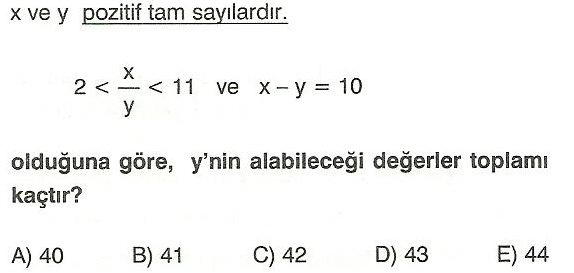 x ve y pozitif tam sayılardır.
2 < x/y < 11 ve x – y = 10
olduğuna göre, y'nin alabileceği değerler toplamı
kaçtır?
A) 40 B) 41 C) 42 D) 43 E) 44